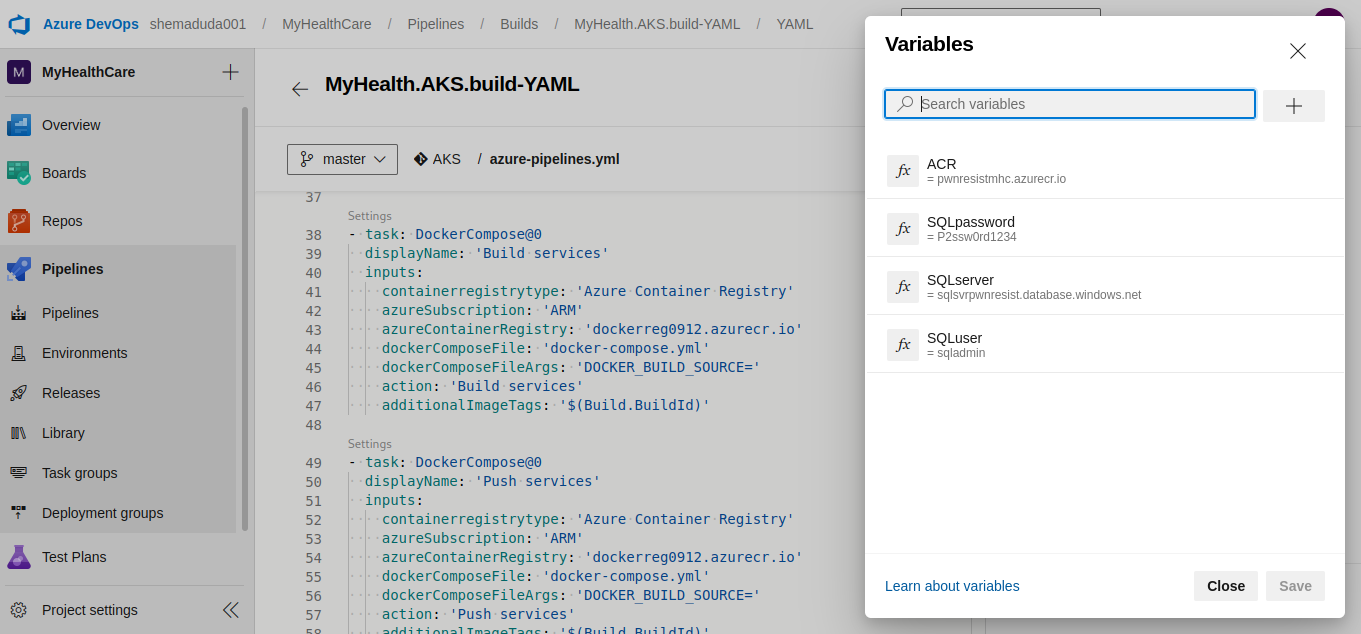 Azure DevOps shemaduda001 / MyHealthCare / Pipelines / Builds / MyHealth.AKS.build-YAML / YAML
M MyHealthCare
Overview
Boards
Repos
Pipelines
Pipelines
Environments
Releases
Library
Task groups
Deployment groups
Test Plans
Project settings
MyHealth.AKS.build-YAML
master AKS / azure-pipelines.yml
37
Settings
38 - task: DockerCompose@0
39 displayName: 'Build services'
40 inputs:
41 containerregistrytype: 'Azure Container Registry'
42 azureSubscription: 'ARM'
43 azureContainerRegistry: 'dockerreg0912.azurecr.io'
44 dockerComposeFile: 'docker-compose.yml'
45 dockerComposeFileArgs: 'DOCKER_BUILD_SOURCE='
46 action: 'Build services'
47 additionalImageTags: '$(Build.BuildId)'
48
Settings
49 - task: DockerCompose@0
50 displayName: 'Push services'
51 inputs:
52 containerregistrytype: 'Azure Container Registry'
53 azureSubscription: 'ARM'
54 azureContainerRegistry: 'dockerreg0912.azurecr.io'
55 dockerComposeFile: 'docker-compose.yml'
56 dockerComposeFileArgs: 'DOCKER_BUILD_SOURCE='
57 action: 'Push services'
58 additionalImageTags: '$(Build.BuildId)'
Variables
Search variables
fx ACR
= pwnresistmhc.azurecr.io
fx SQLpassword
= P2ssw0rd1234
fx SQLserver
= sqlsvrpwnresist.database.windows.net
fx SQLuser
= sqladmin
Learn about variables Close Save